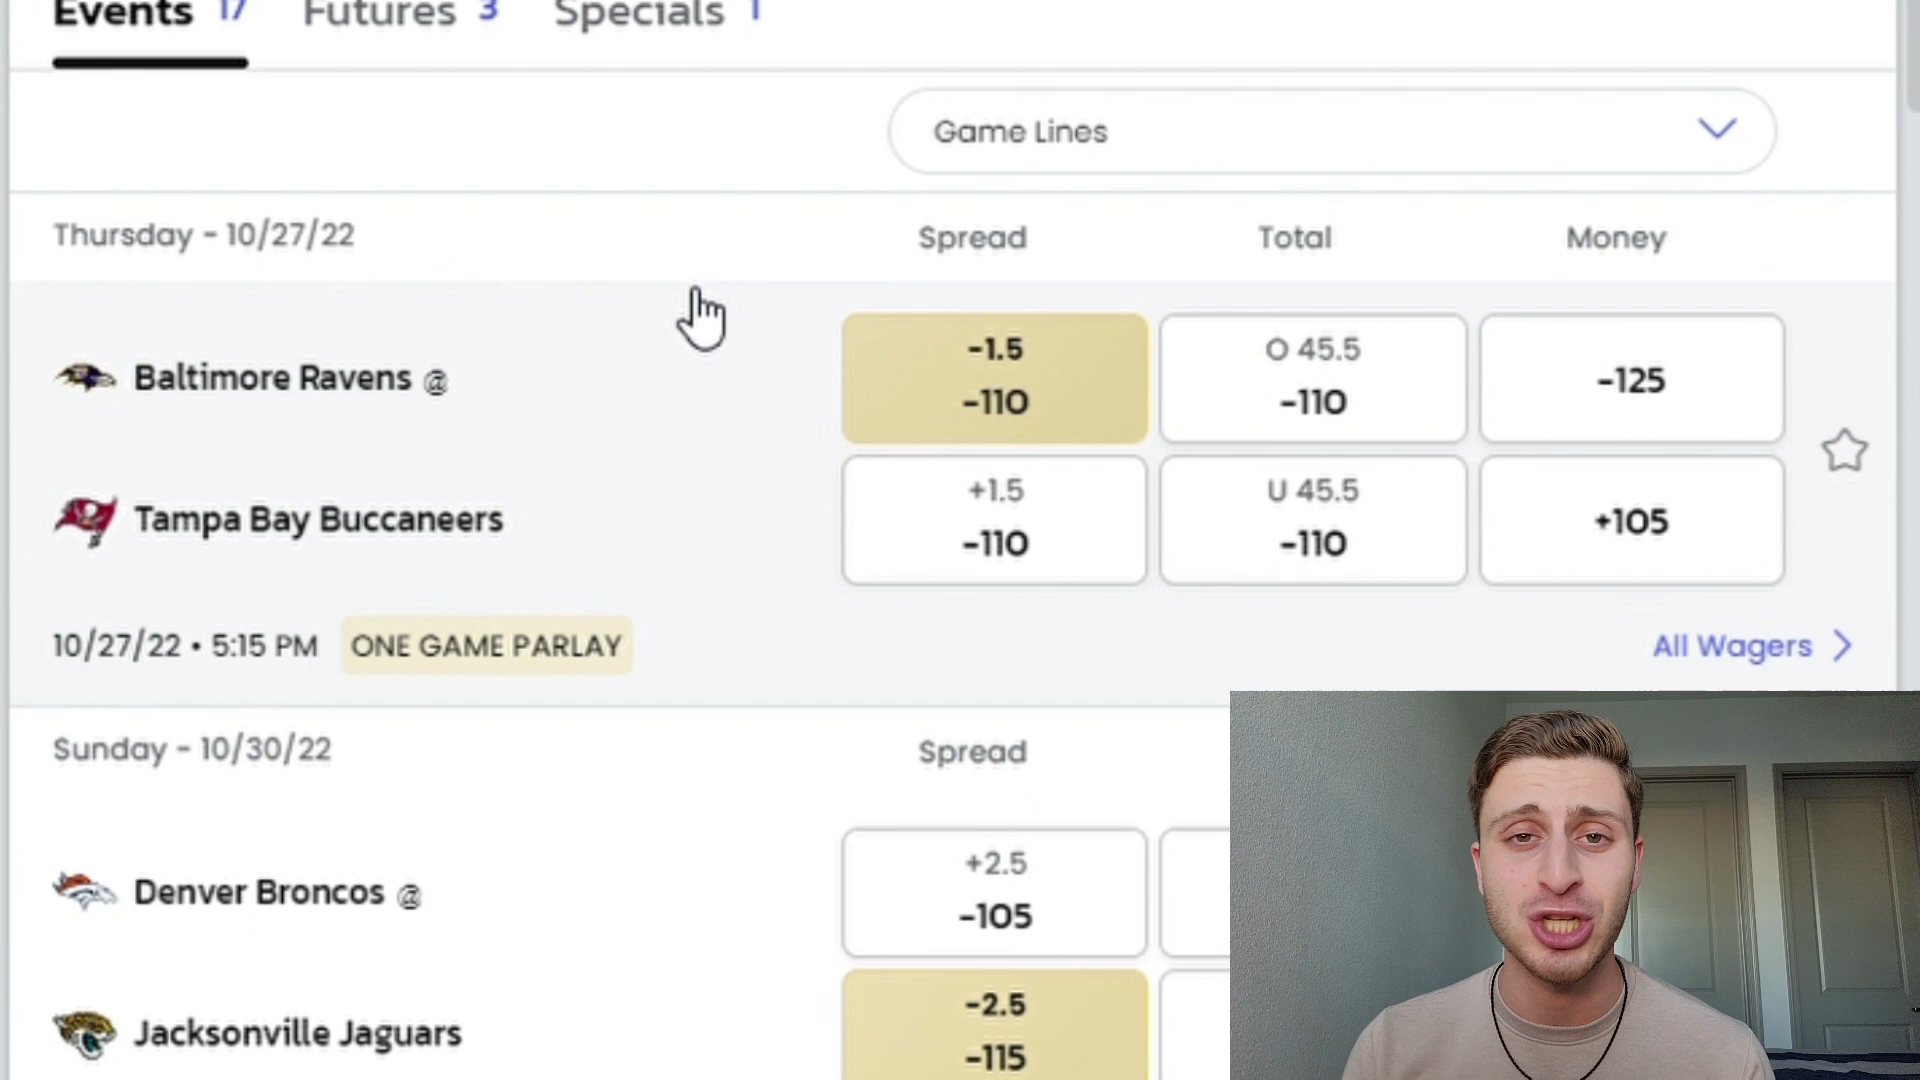 Events 17 Futures 3 Specials 1
Game Lines
Thursday - 10/27/22 Spread Total Money
-1.5 O 45.5
Baltimore Ravens @ -125
-110 -110
+1.5 U 45.5
Tampa Bay Buccaneers +105
-110 -110
10/27/22 • 5:15 PM ONE GAME PARLAY All Wagers
Sunday - 10/30/22 Spread
+2.5
Denver Broncos @
-105
-2.5
Jacksonville Jaguars
-115